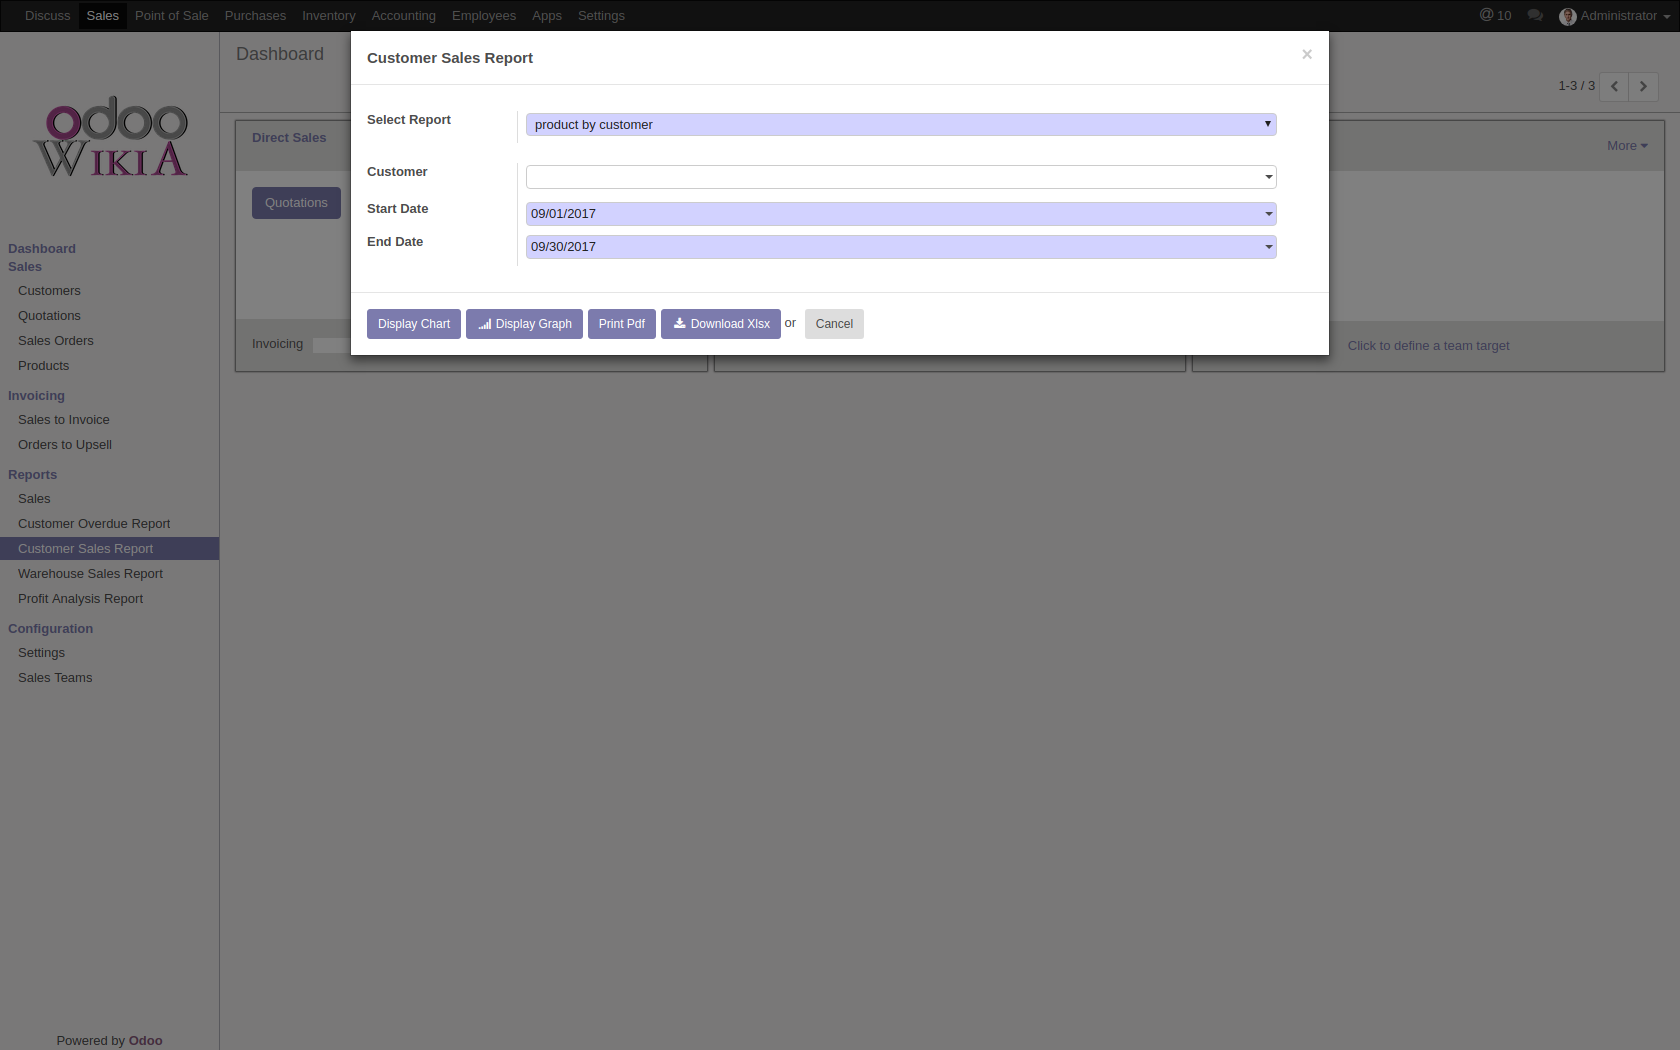 Discuss Sales Point of Sale Purchases Inventory Accounting Employees Apps Settings @ 10 Administrator
Dashboard
1-3 / 3
odoo
WIKIA
Dashboard
Sales
Customers
Quotations
Sales Orders
Products
Invoicing
Sales to Invoice
Orders to Upsell
Reports
Sales
Customer Overdue Report
Customer Sales Report
Warehouse Sales Report
Profit Analysis Report
Configuration
Settings
Sales Teams
Powered by Odoo
Direct Sales
More
Quotations
Invoicing
Click to define a team target
Customer Sales Report ×
Select Report product by customer
Customer
Start Date 09/01/2017
End Date 09/30/2017
Display Chart Display Graph Print Pdf Download Xlsx or Cancel